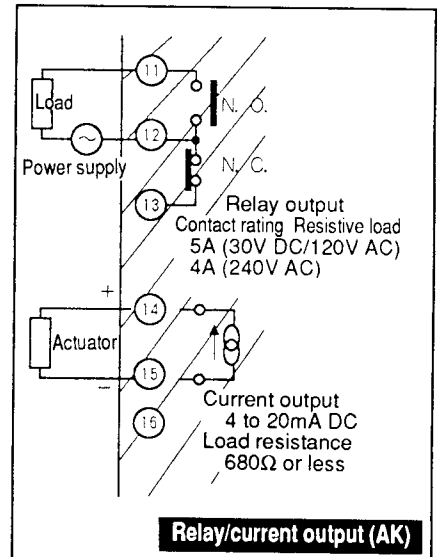 11
Load
N. O.
12
Power supply
N. C.
13
Relay output
Contact rating Resistive load
5A (30V DC/120V AC)
4A (240V AC)
+
14
Actuator
15
−
Current output
16
4 to 20mA DC
Load resistance
680Ω or less
Relay/current output (AK)